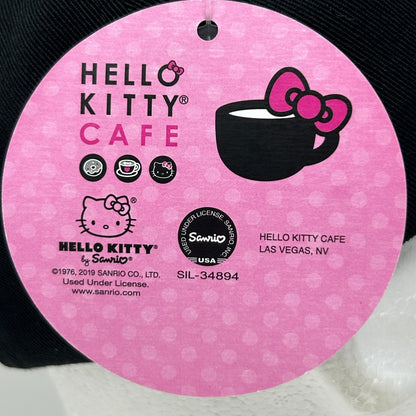 HELLO
KITTY®
CAFE
®
HELLO KITTY®
by Sanrio®
©1976, 2019 SANRIO CO., LTD.
Used Under License.
www.sanrio.com
USED UNDER LICENSE, SANRIO, INC.
Sanrio
USA
SIL-34894
HELLO KITTY CAFE
LAS VEGAS, NV